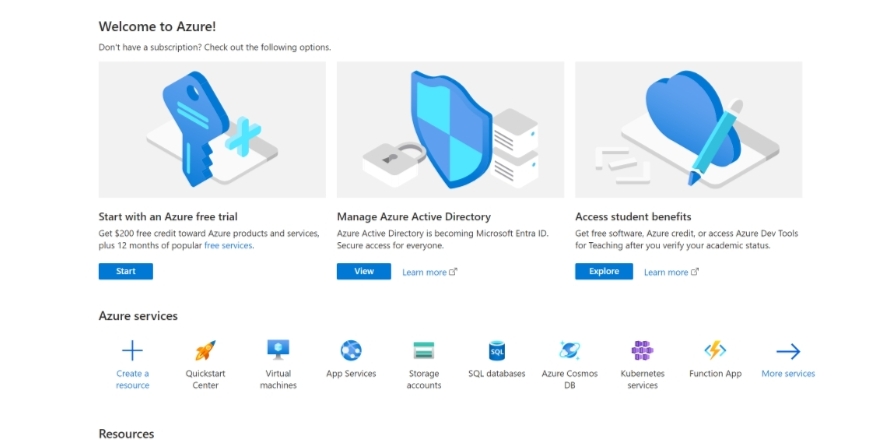 Welcome to Azure!
Don't have a subscription? Check out the following options.
Start with an Azure free trial
Get $200 free credit toward Azure products and services,
plus 12 months of popular free services.
Start
Manage Azure Active Directory
Azure Active Directory is becoming Microsoft Entra ID.
Secure access for everyone.
View
Learn more
Access student benefits
Get free software, Azure credit, or access Azure Dev Tools
for Teaching after you verify your academic status.
Explore
Learn more
Azure services
Create a
resource
Quickstart
Center
Virtual
machines
App Services
Storage
accounts
SQL
SQL databases
Azure Cosmos
DB
Kubernetes
services
Function App
More services
Resources